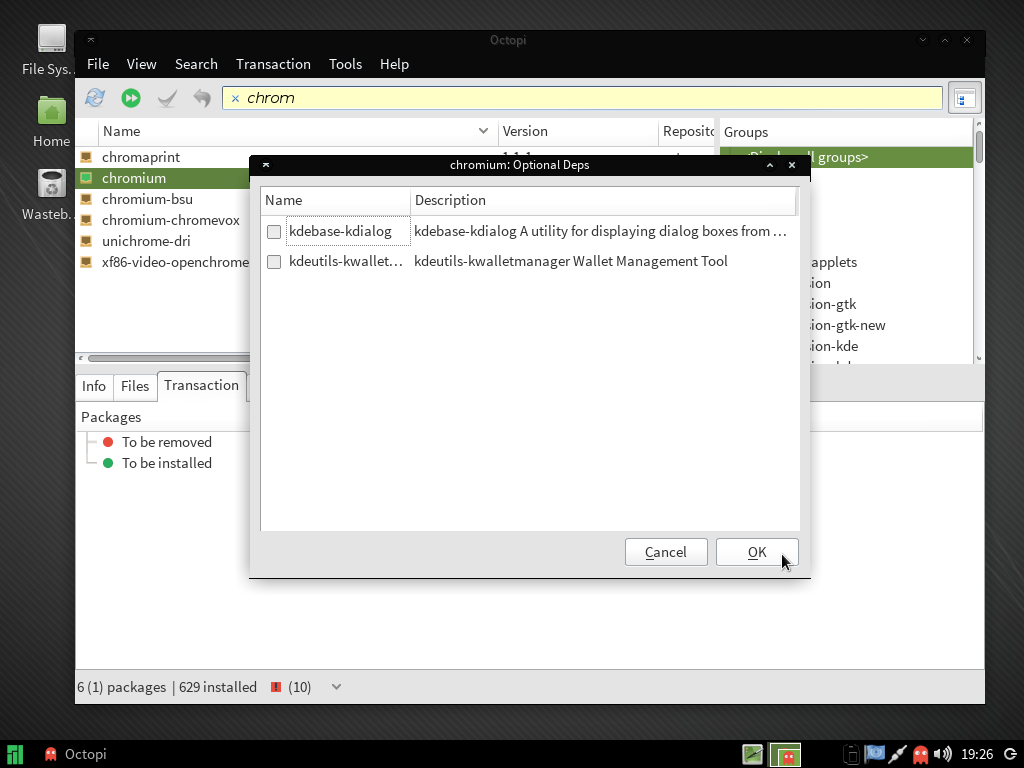 Octopi
File Sys..
Home
Wasteb..
File View Search Transaction Tools Help
chrom
Name Version Reposito
Groups
chromaprint
chromium
chromium-bsu
chromium-chromevox
unichrome-dri
xf86-video-openchrome
groups>
applets
sion-gtk
sion-gtk-new
sion-kde
chromium: Optional Deps
Name Description
kdebase-kdialog kdebase-kdialog A utility for displaying dialog boxes from ...
kdeutils-kwallet... kdeutils-kwalletmanager Wallet Management Tool
Cancel OK
Info Files Transaction
Packages
To be removed
To be installed
6 (1) packages | 629 installed (10)
Octopi
19:26